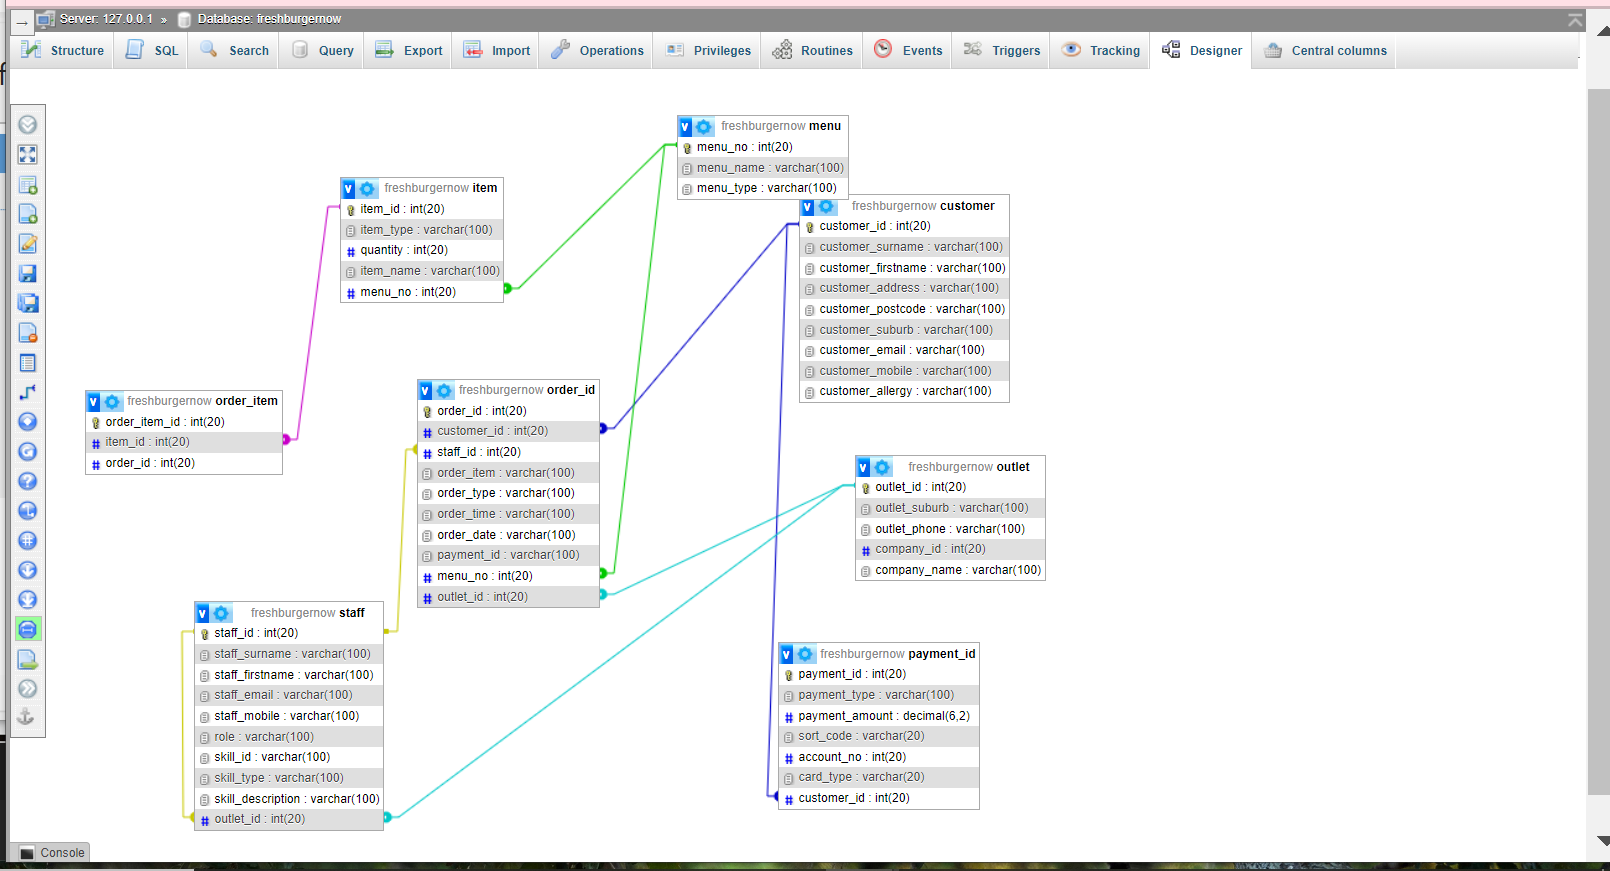 Server: 127.0.0.1 » Database: freshburgernow
Structure SQL Search Query Export Import Operations Privileges Routines Events Triggers Tracking Designer Central columns
freshburgernow menu
menu_no : int(20)
menu_name : varchar(100)
menu_type : varchar(100)
freshburgernow item
item_id : int(20)
item_type : varchar(100)
quantity : int(20)
item_name : varchar(100)
menu_no : int(20)
freshburgernow customer
customer_id : int(20)
customer_surname : varchar(100)
customer_firstname : varchar(100)
customer_address : varchar(100)
customer_postcode : varchar(100)
customer_suburb : varchar(100)
customer_email : varchar(100)
customer_mobile : varchar(100)
customer_allergy : varchar(100)
freshburgernow order_item
order_item_id : int(20)
item_id : int(20)
order_id : int(20)
freshburgernow order_id
order_id : int(20)
customer_id : int(20)
staff_id : int(20)
order_item : varchar(100)
order_type : varchar(100)
order_time : varchar(100)
order_date : varchar(100)
payment_id : varchar(100)
menu_no : int(20)
outlet_id : int(20)
freshburgernow outlet
outlet_id : int(20)
outlet_suburb : varchar(100)
outlet_phone : varchar(100)
company_id : int(20)
company_name : varchar(100)
freshburgernow staff
staff_id : int(20)
staff_surname : varchar(100)
staff_firstname : varchar(100)
staff_email : varchar(100)
staff_mobile : varchar(100)
role : varchar(100)
skill_id : varchar(100)
skill_type : varchar(100)
skill_description : varchar(100)
outlet_id : int(20)
freshburgernow payment_id
payment_id : int(20)
payment_type : varchar(100)
payment_amount : decimal(6,2)
sort_code : varchar(20)
account_no : int(20)
card_type : varchar(20)
customer_id : int(20)
Console